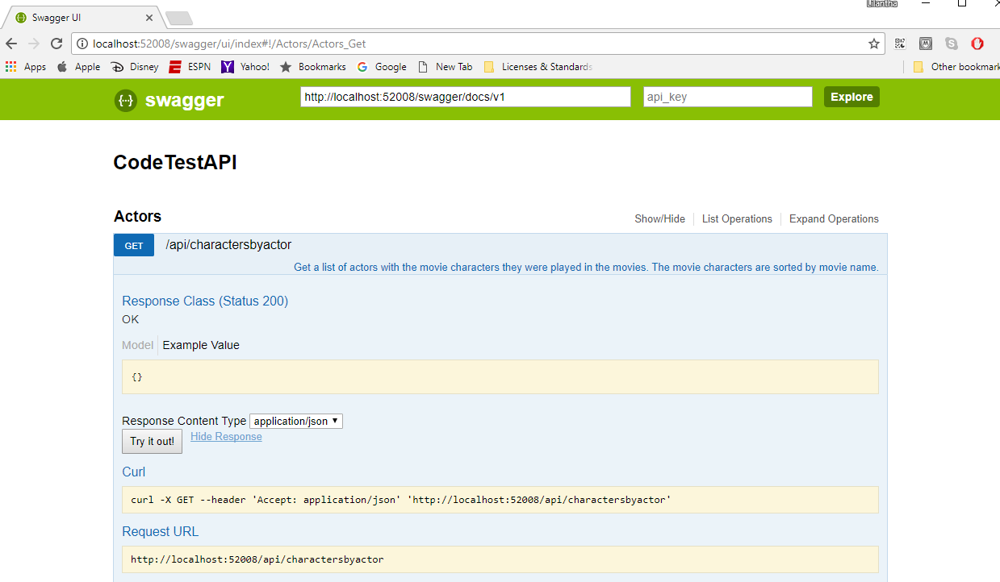 Lilantha
Swagger UI
localhost:52008/swagger/ui/index#!/Actors/Actors_Get
Apps Apple Disney ESPN Yahoo! Bookmarks Google New Tab Licenses & Standards Other bookmark
swagger http://localhost:52008/swagger/docs/v1 api_key Explore
CodeTestAPI
Actors Show/Hide List Operations Expand Operations
GET /api/charactersbyactor
Get a list of actors with the movie characters they were played in the movies. The movie characters are sorted by movie name.
Response Class (Status 200)
OK
Model Example Value
{}
Response Content Type application/json
Try it out! Hide Response
Curl
curl -X GET --header 'Accept: application/json' 'http://localhost:52008/api/charactersbyactor'
Request URL
http://localhost:52008/api/charactersbyactor